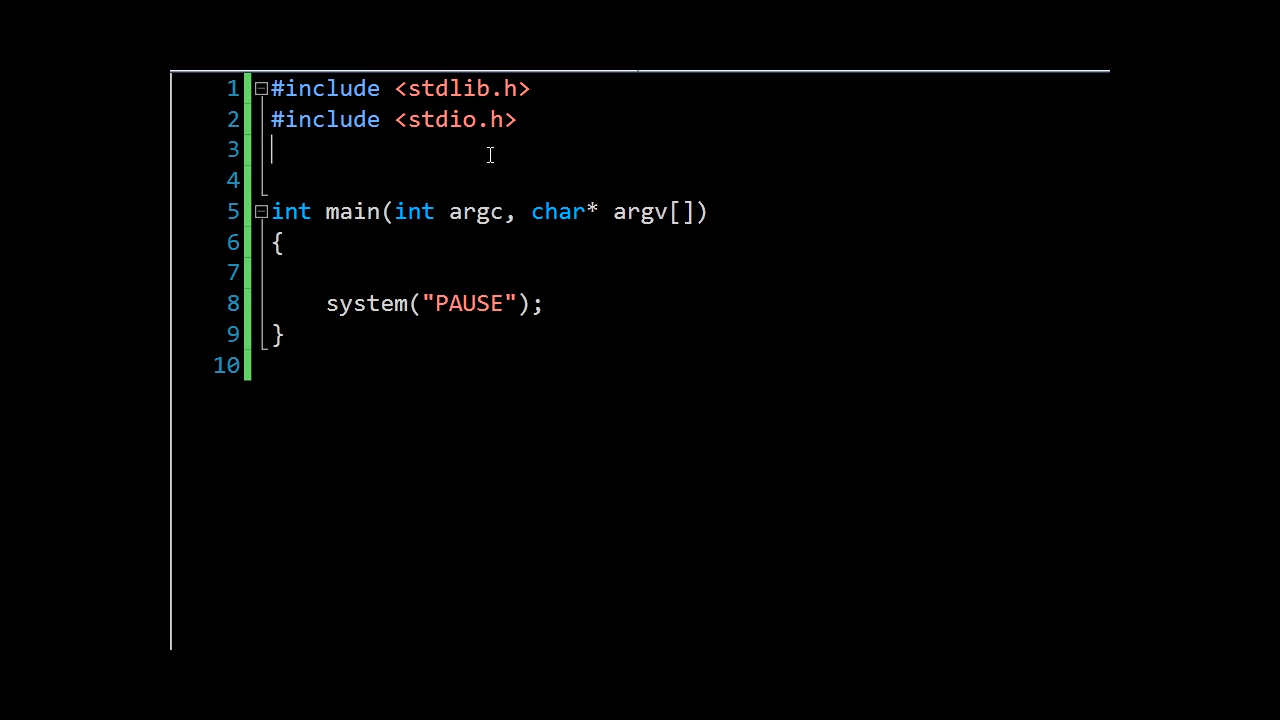 1 #include <stdlib.h>
2 #include <stdio.h>
3
4
5 int main(int argc, char* argv[])
6 {
7
8     system("PAUSE");
9 }
10